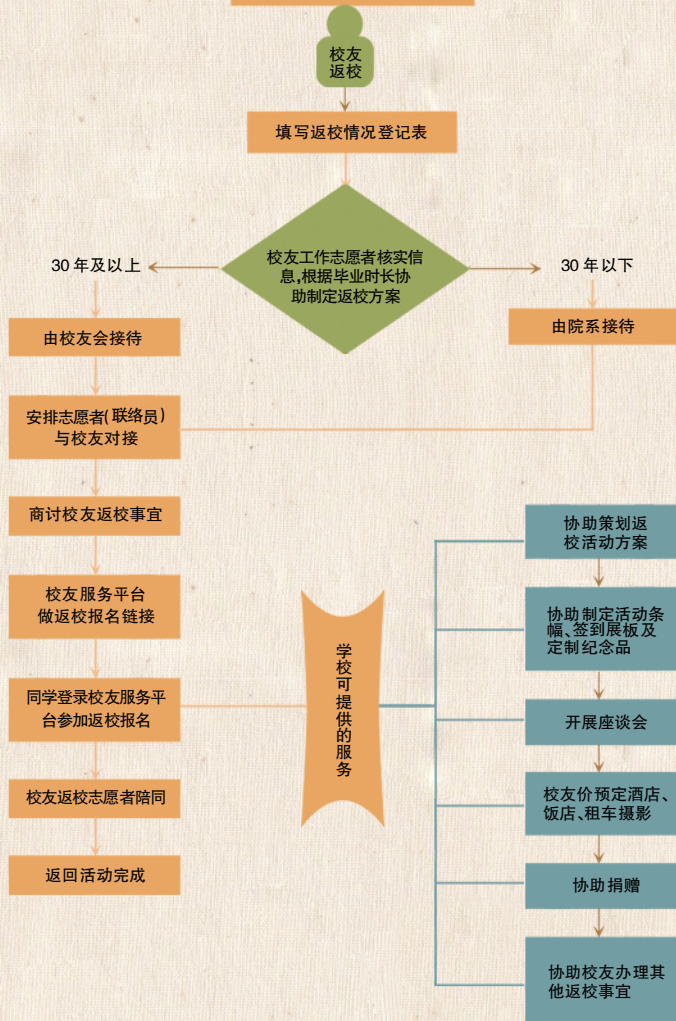 校友
返校
填写返校情况登记表
校友工作志愿者核实信
息,根据毕业时长协
助制定返校方案
30 年及以上
30 年以下
由校友会接待
由院系接待
安排志愿者(联络员)
与校友对接
商讨校友返校事宜
校友服务平台
做返校报名链接
同学登录校友服务平
台参加返校报名
校友返校志愿者陪同
返回活动完成
学校可提供的服务
协助策划返
校活动方案
协助制定活动条
幅、签到展板及
定制纪念品
开展座谈会
校友价预定酒店、
饭店、租车摄影
协助捐赠
协助校友办理其
他返校事宜